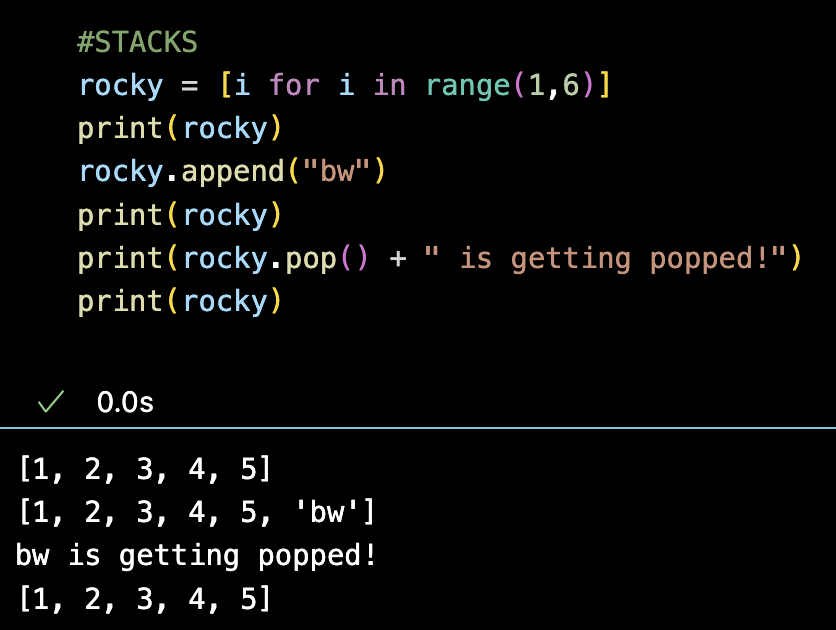 #STACKS
rocky = [i for i in range(1,6)]
print(rocky)
rocky.append("bw")
print(rocky)
print(rocky.pop() + " is getting popped!")
print(rocky)
0.0s
[1, 2, 3, 4, 5]
[1, 2, 3, 4, 5, 'bw']
bw is getting popped!
[1, 2, 3, 4, 5]